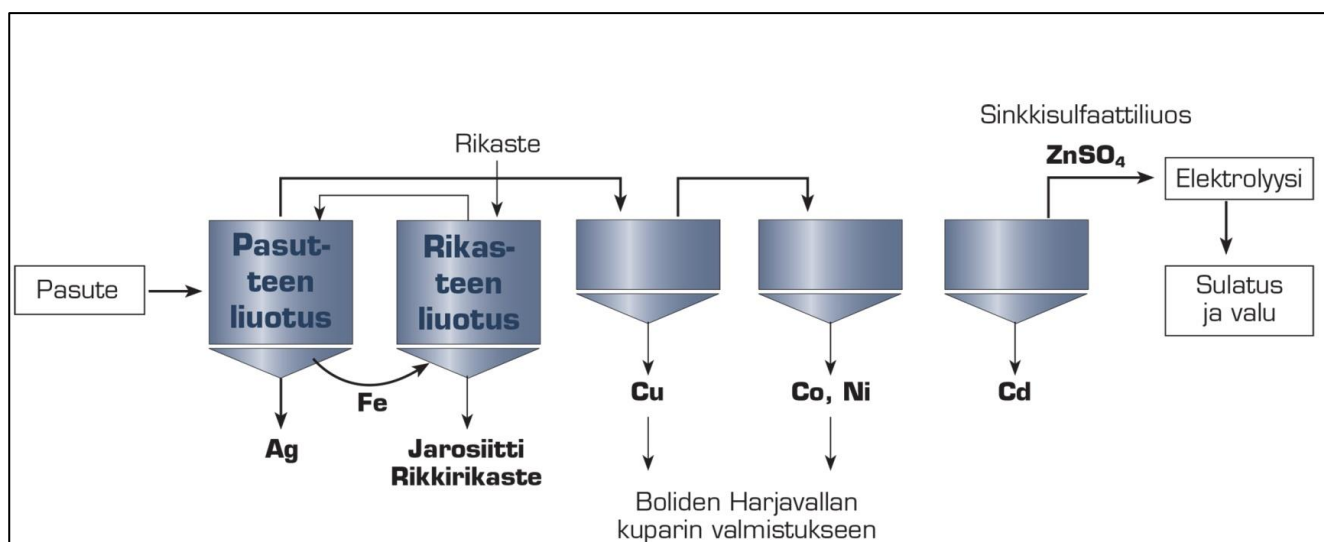 Sinkkisulfaattiliuos
ZnSO₄
Rikaste
Elektrolyysi
Pasut-
teen
liuotus
Rikas-
teen
liuotus
Pasute
Sulatus
ja valu
Fe
Cu
Co, Ni
Cd
Ag
Jarosiitti
Rikkirikaste
Boliden Harjavallan
kuparin valmistukseen